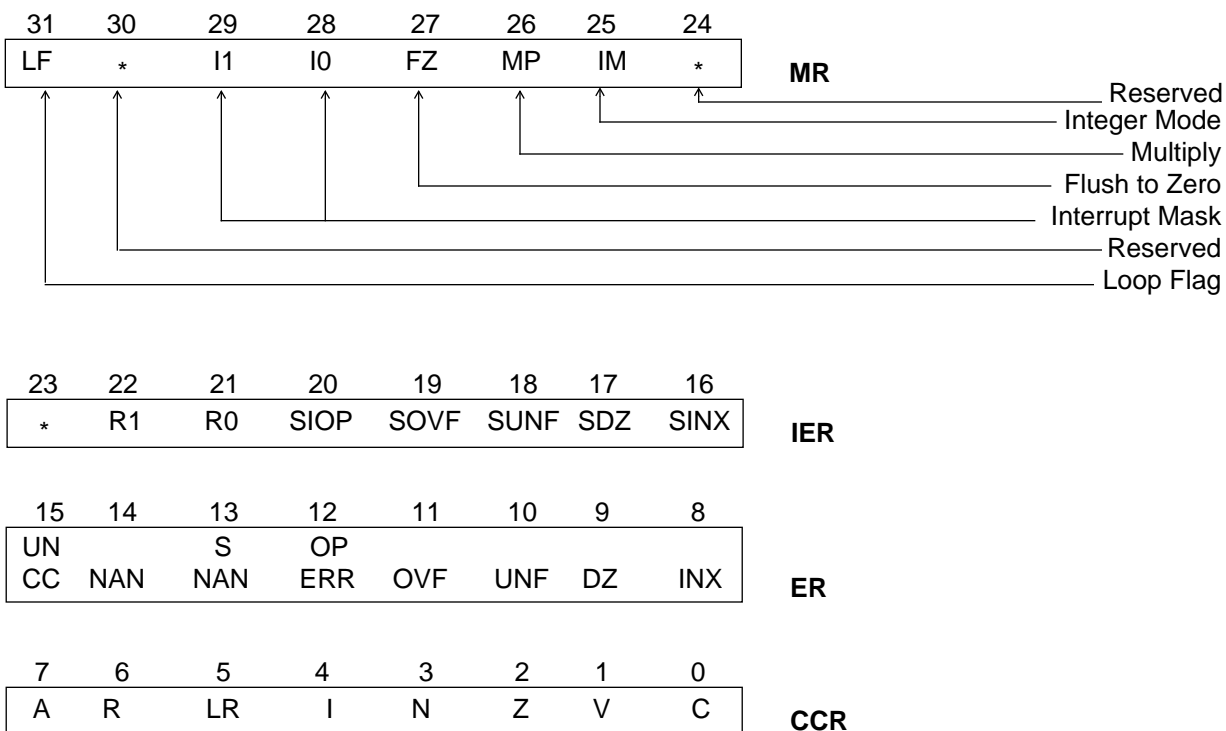 31 30 29 28 27 26 25 24
LF * I1 I0 FZ MP IM * MR
Reserved
Integer Mode
Multiply
Flush to Zero
Interrupt Mask
Reserved
Loop Flag
23 22 21 20 19 18 17 16
* R1 R0 SIOP SOVF SUNF SDZ SINX IER
15 14 13 12 11 10 9 8
UN S OP
CC NAN NAN ERR OVF UNF DZ INX ER
7 6 5 4 3 2 1 0
A R LR I N Z V C CCR